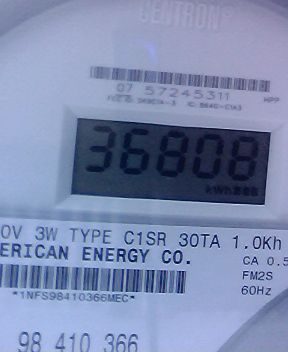 CENTRON®
07 57245311
HPP
36808
kWh
0V 3W TYPE C1SR 30TA 1.0Kh
ERICAN ENERGY CO.
CA 0.5
FM2S
*1NFS98410366MEC*
60Hz
98 410 366